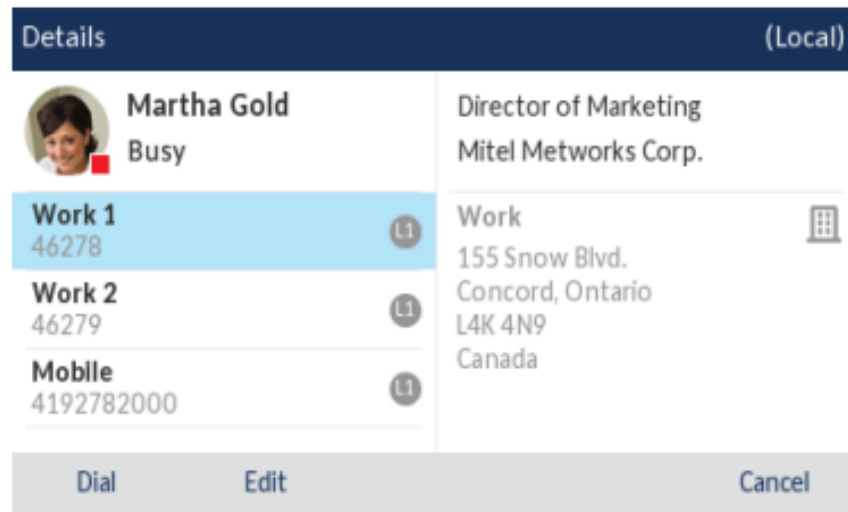 Details (Local)
Martha Gold
Busy
Director of Marketing
Mitel Metworks Corp.
Work 1
46278
L1
Work 2
46279
L1
Mobile
4192782000
L1
Work
155 Snow Blvd.
Concord, Ontario
L4K 4N9
Canada
Dial Edit Cancel